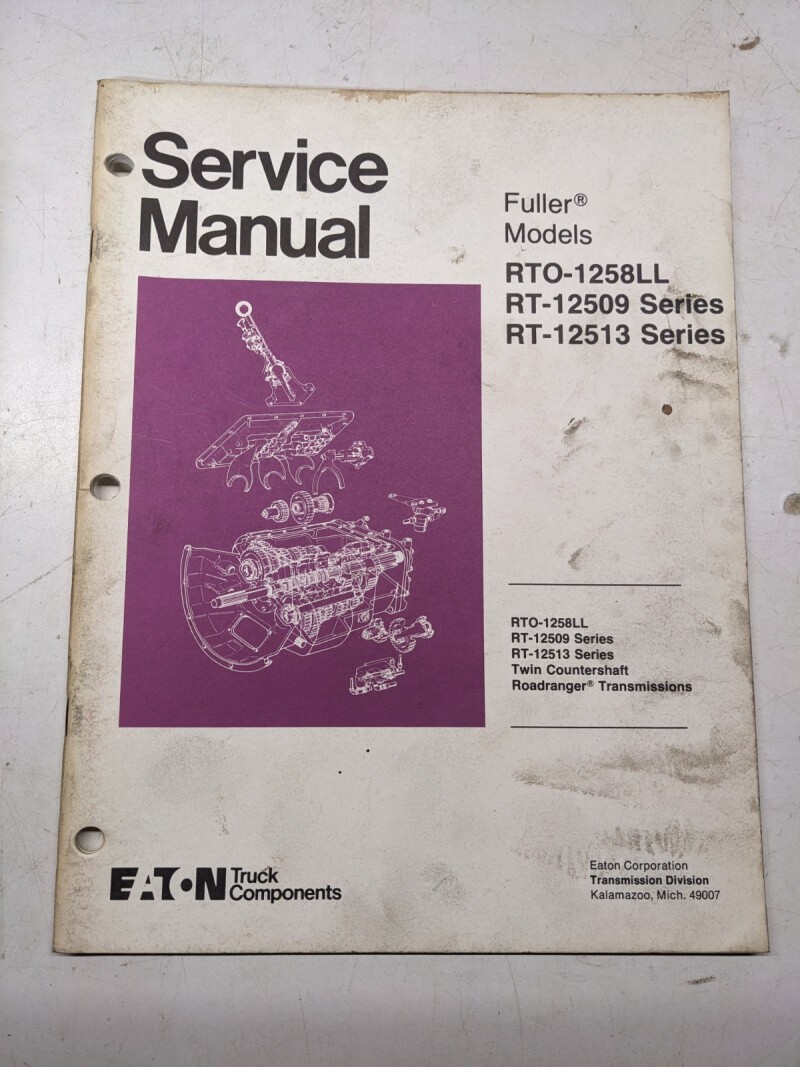 Service
Manual
Fuller®
Models
RTO-1258LL
RT-12509 Series
RT-12513 Series
RTO-1258LL
RT-12509 Series
RT-12513 Series
Twin Countershaft
Roadranger® Transmissions
EATON Truck
Components
Eaton Corporation
Transmission Division
Kalamazoo, Mich. 49007